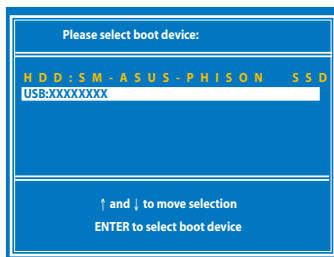 Please select boot device:
HDD:SM-ASUS-PHISON SSD
USB:XXXXXXXX
↑ and ↓ to move selection
ENTER to select boot device